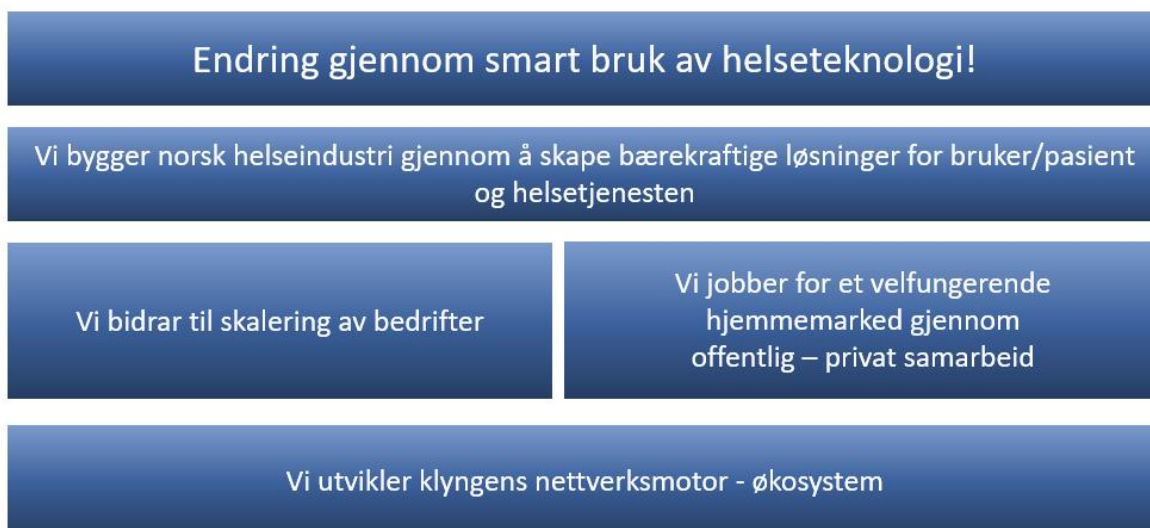 Endring gjennom smart bruk av helseteknologi!
Vi bygger norsk helseindustri gjennom å skape bærekraftige løsninger for bruker/pasient
og helsetjenesten
Vi bidrar til skalering av bedrifter
Vi jobber for et velfungerende
hjemmemarked gjennom
offentlig – privat samarbeid
Vi utvikler klyngens nettverksmotor - økosystem